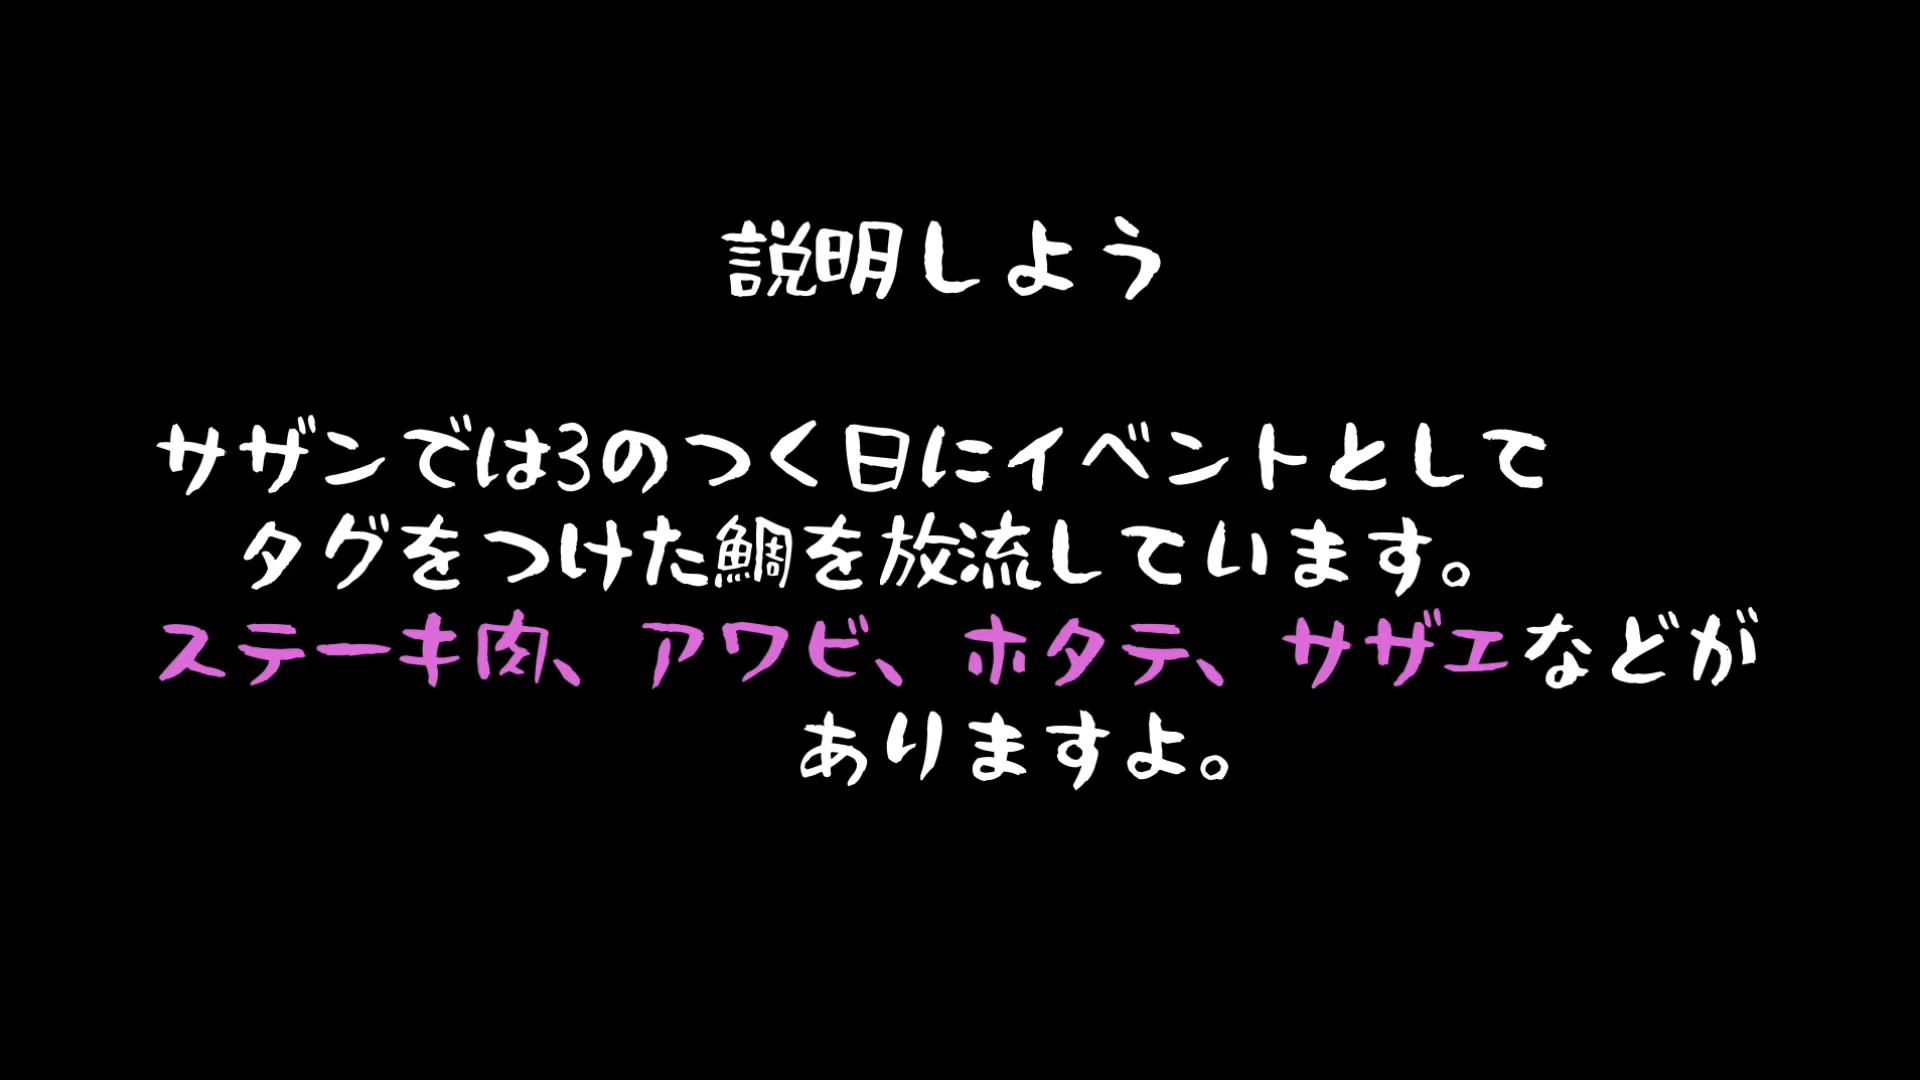 説明しよう
サザンでは3のつく日にイベントとして
タグをつけた鯛を放流しています。
ステーキ肉、アワビ、ホタテ、サザエなどが
ありますよ。